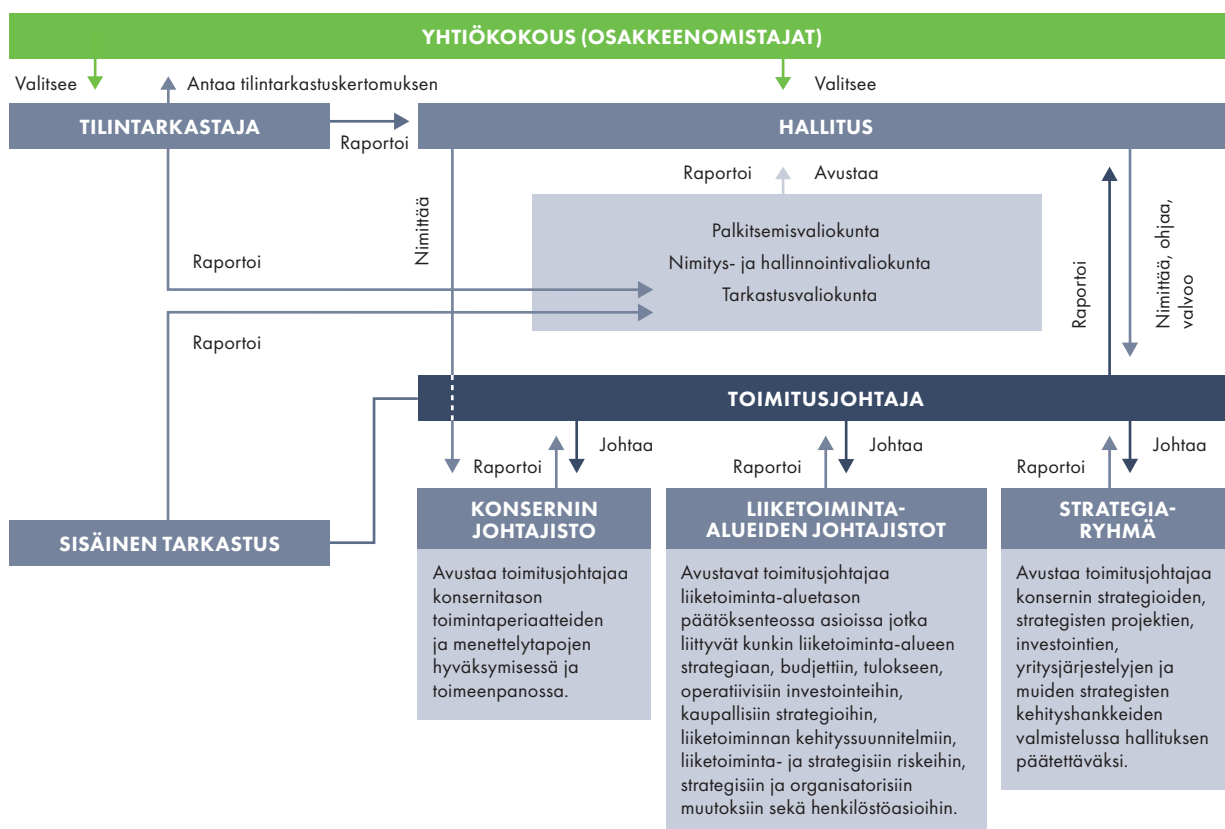 YHTIÖKOKOUS (OSAKKEENOMISTAJAT)
Valitsee
Antaa tilintarkastuskertomuksen
Valitsee
TILINTARKASTAJA
Raportoi
HALLITUS
Raportoi
Avustaa
Nimittää
Palkitsemisvaliokunta
Nimitys- ja hallinnointivaliokunta
Tarkastusvaliokunta
Raportoi
Raportoi
Raportoi
Nimittää, ohjaa,
valvoo
TOIMITUSJOHTAJA
Raportoi
Johtaa
Raportoi
Johtaa
Raportoi
Johtaa
SISÄINEN TARKASTUS
KONSERNIN
JOHTAJISTO
Avustaa toimitusjohtajaa
konsernitason
toimintaperiaatteiden
ja menettelytapojen
hyväksymisessä ja
toimeenpanossa.
LIIKETOIMINTA-
ALUEIDEN JOHTAJISTOT
Avustavat toimitusjohtajaa
liiketoiminta-aluetason
päätöksenteossa asioissa jotka
liittyvät kunkin liiketoiminta-alueen
strategiaan, budjettiin, tulokseen,
operatiivisiin investointeihin,
kaupallisiin strategioihin,
liiketoiminnan kehityssuunnitelmiin,
liiketoiminta- ja strategisiin riskeihin,
strategisiin ja organisatorisiin
muutoksiin sekä henkilöstöasioihin.
STRATEGIA-
RYHMÄ
Avustaa toimitusjohtajaa
konsernin strategioiden,
strategisten projektien,
investointien,
yritysjärjestelyjen ja
muiden strategisten
kehityshankkeiden
valmistelussa hallituksen
päätettäväksi.